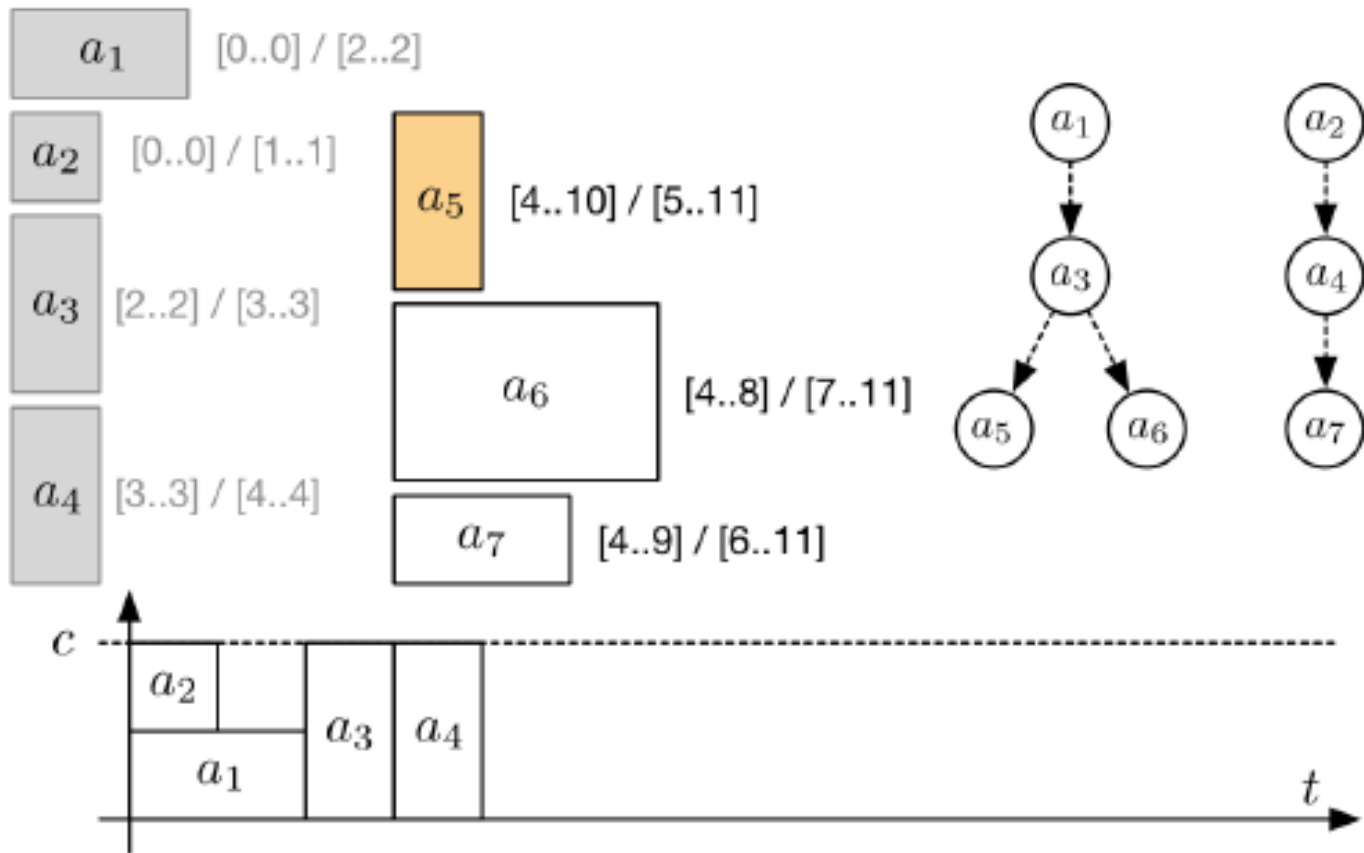 a1 [0..0] / [2..2]
a2 [0..0] / [1..1]
a3 [2..2] / [3..3]
a4 [3..3] / [4..4]
a5 [4..10] / [5..11]
a6 [4..8] / [7..11]
a7 [4..9] / [6..11]
a1 a2
a3 a4
a5 a6 a7
c
a2
a3 a4
a1
t